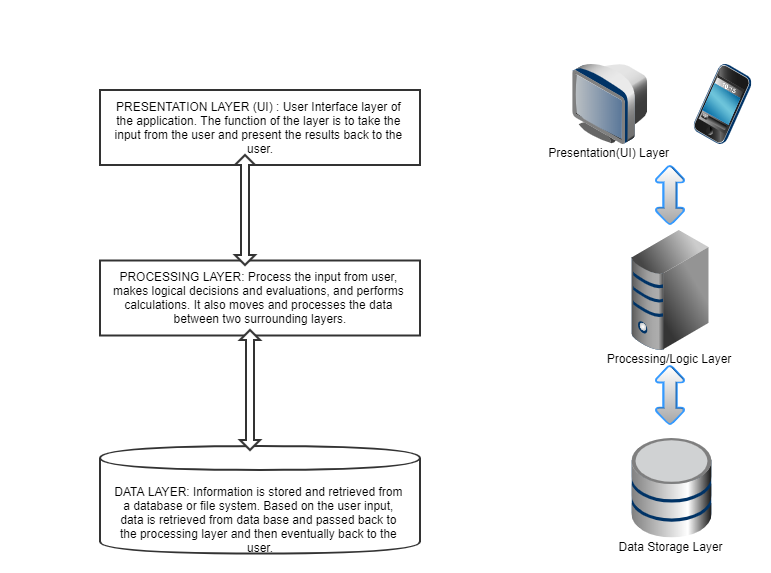 PRESENTATION LAYER (UI) : User Interface layer of
the application. The function of the layer is to take the
input from the user and present the results back to the
user.
PROCESSING LAYER: Process the input from user,
makes logical decisions and evaluations, and performs
calculations. It also moves and processes the data
between two surrounding layers.
DATA LAYER: Information is stored and retrieved from
a database or file system. Based on the user input,
data is retrieved from data base and passed back to
the processing layer and then eventually back to the
user.
10:15
Presentation(UI) Layer
Processing/Logic Layer
Data Storage Layer